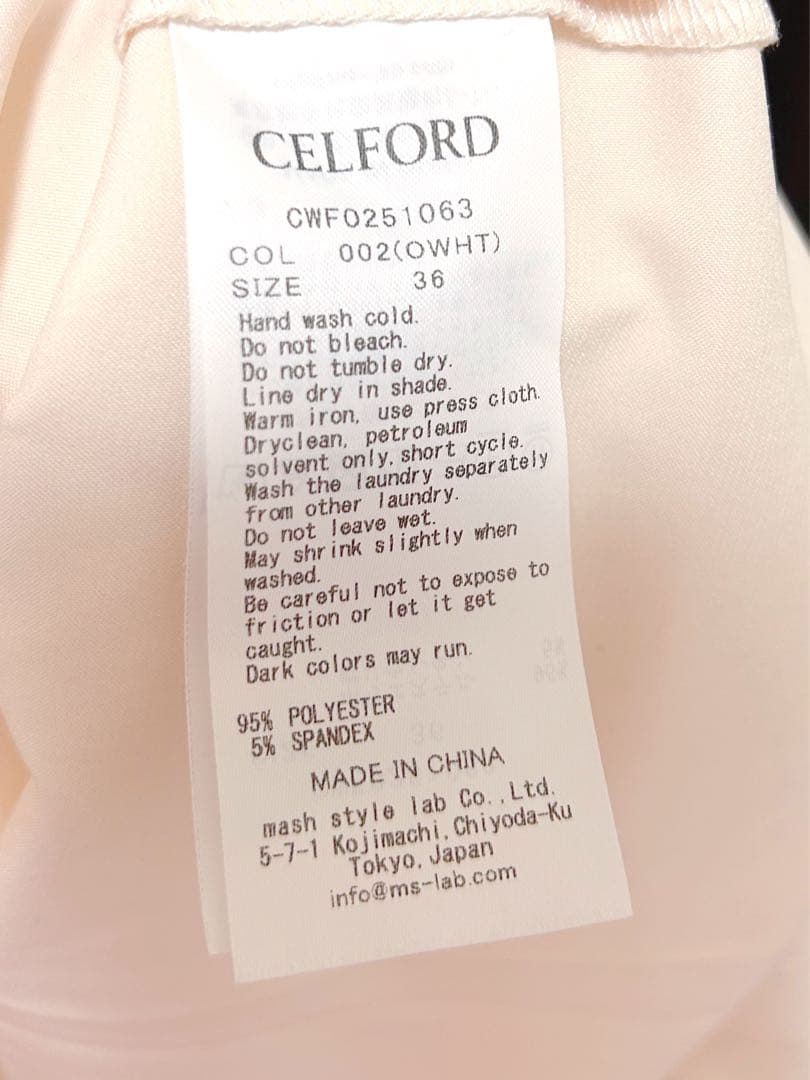 CELFORD
CWFO251063
COL 002(OWHT)
SIZE 36
Hand wash cold.
Do not bleach.
Do not tumble dry.
Line dry in shade.
Warm iron, use press cloth.
Dryclean, petroleum
solvent only,short cycle.
Wash the laundry separately
from other laundry.
Do not leave wet.
May shrink slightly when
washed.
Be careful not to expose to
friction or let it get
caught.
Dark colors may run.
95% POLYESTER
5% SPANDEX
MADE IN CHINA
mash style lab Co.,Ltd.
5-7-1 Kojimachi,Chiyoda-Ku
Tokyo,Japan
info@ms-lab.com